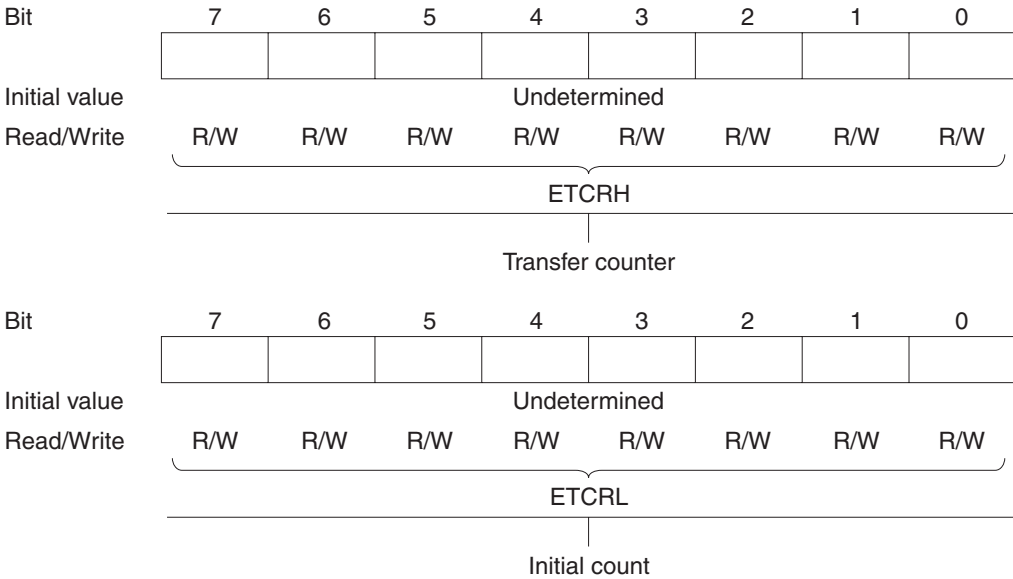 Bit 7 6 5 4 3 2 1 0
Initial value Undetermined
Read/Write R/W R/W R/W R/W R/W R/W R/W R/W
ETCRH
Transfer counter
Bit 7 6 5 4 3 2 1 0
Initial value Undetermined
Read/Write R/W R/W R/W R/W R/W R/W R/W R/W
ETCRL
Initial count